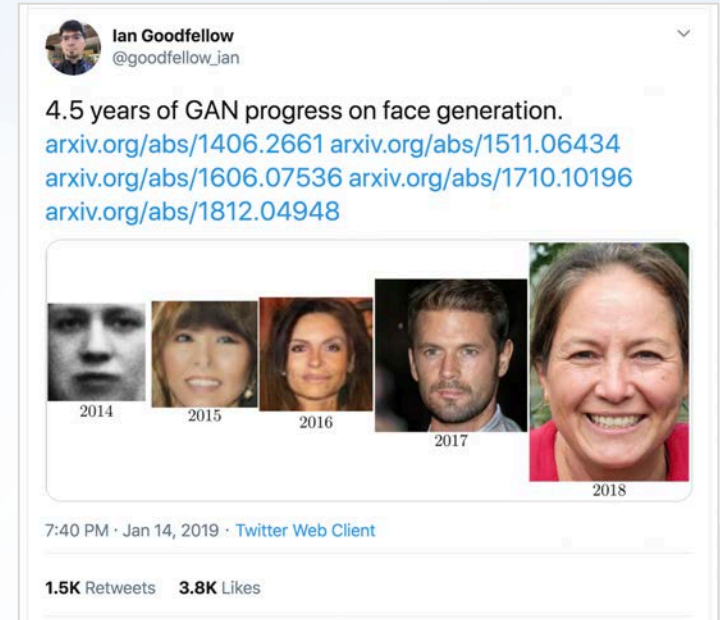 Ian Goodfellow
@goodfellow_ian
4.5 years of GAN progress on face generation.
arxiv.org/abs/1406.2661 arxiv.org/abs/1511.06434
arxiv.org/abs/1606.07536 arxiv.org/abs/1710.10196
arxiv.org/abs/1812.04948
2014
2015
2016
2017
2018
7:40 PM · Jan 14, 2019 · Twitter Web Client
1.5K Retweets 3.8K Likes